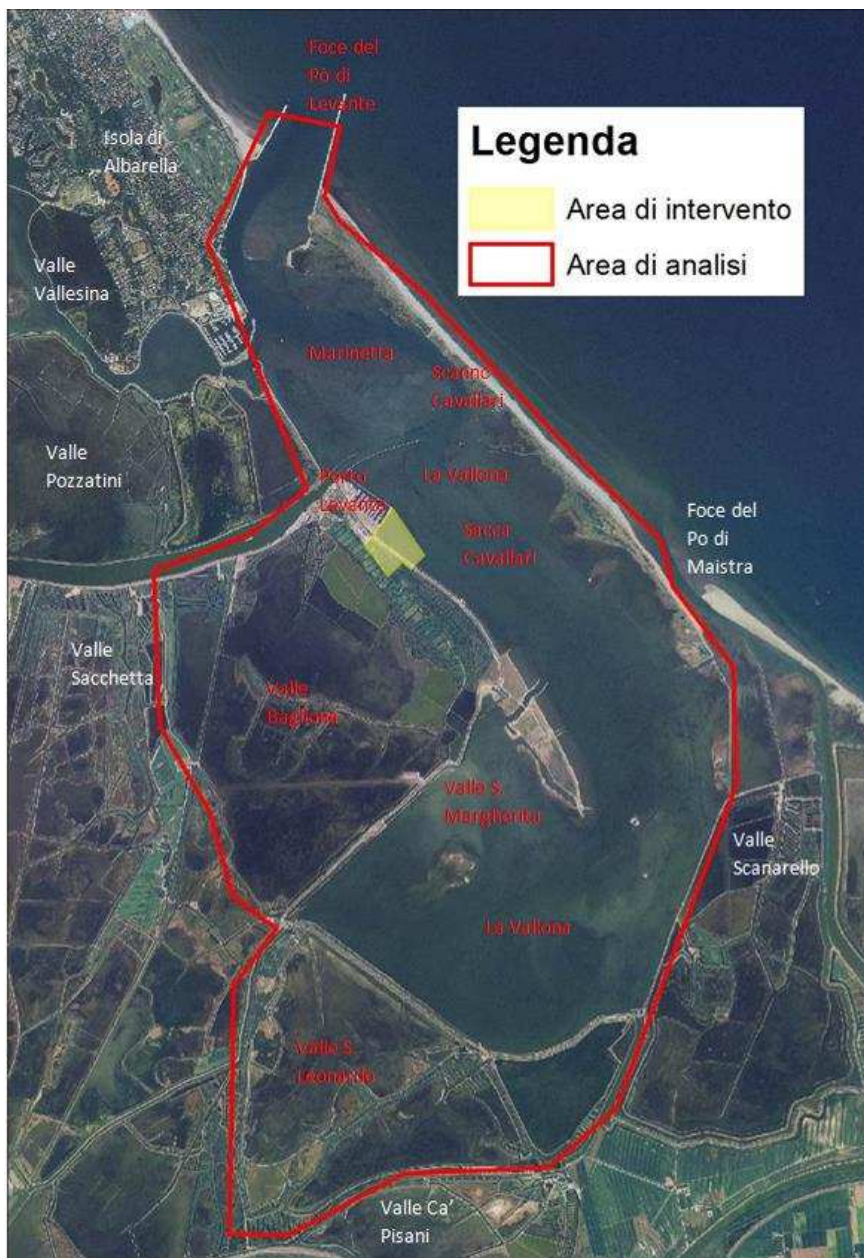 Foce del
Pò di
Levante
Legenda
Area di intervento
Area di analisi
Isola di
Albarella
Valle
Vallesina
Marinetta
Scanno
Cavallari
Valle
Pozzatini
Porto
Levante
La Vallona
Sacca
Cavallari
Foce del
Po di
Maistra
Valle
Sacchetta
Valle
Bagliona
Valle S.
Margherita
Valle
Scanarello
La Vallona
Valle S.
Leonardo
Valle Ca'
Pisani